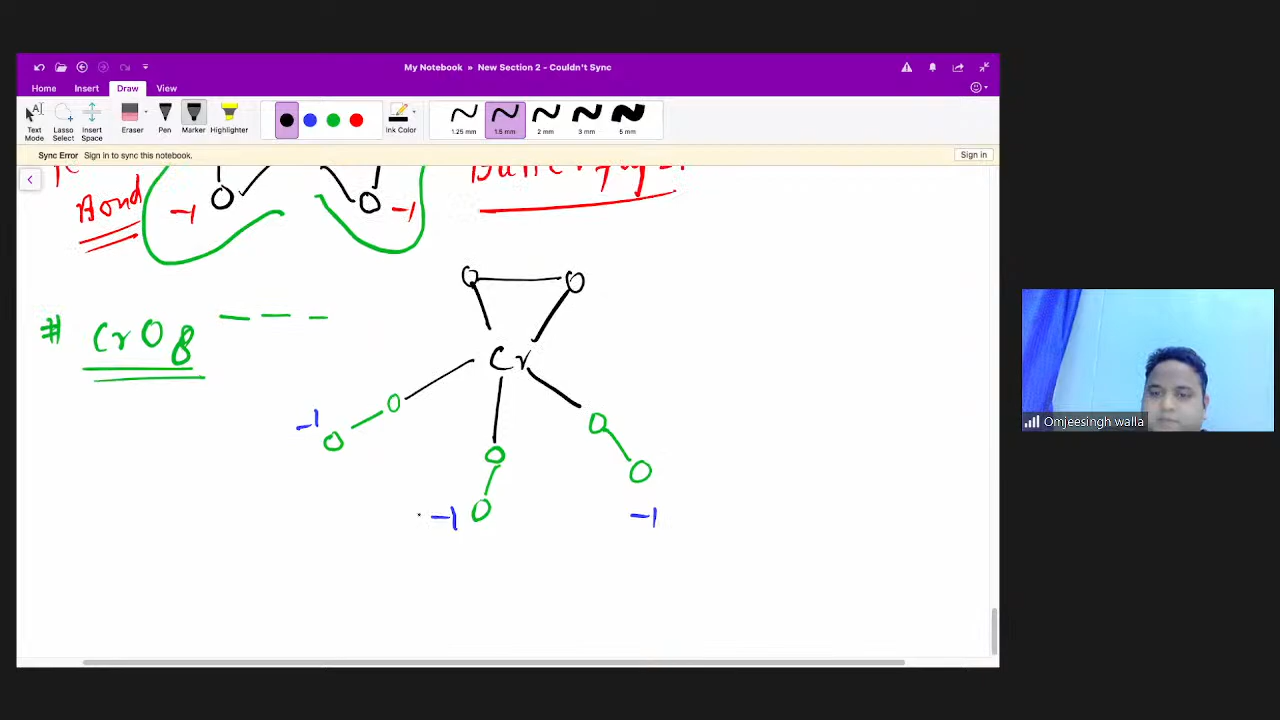 My Notebook » New Section 2 - Couldn't Sync
Home Insert Draw View
Text Mode
Lasso Select
Insert Space
Eraser
Pen
Marker
Highlighter
Ink Color
1.25 mm
1.5 mm
2 mm
3 mm
5 mm
Sync Error Sign in to sync this notebook.
Sign in
Bond
-1 O O -1
O O
# CrO8 - - -
Cr
O O O
-1 O O O
-1 -1
Omjeesingh walla